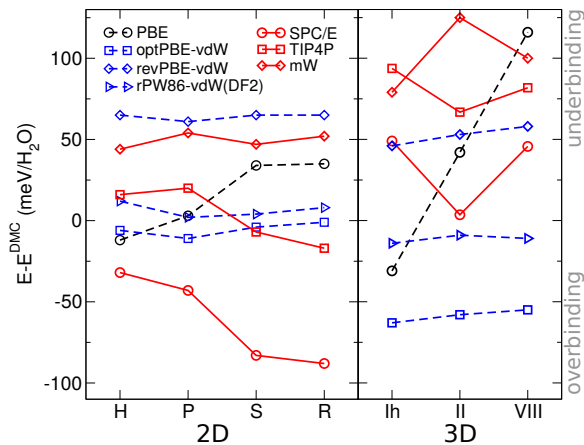 PBE
optPBE-vdW
revPBE-vdW
rPW86-vdW(DF2)
SPC/E
TIP4P
mW
100
50
0
-50
-100
E-E^DMC (meV/H₂O)
H P S R
2D
Ih II VIII
3D
underbinding
overbinding